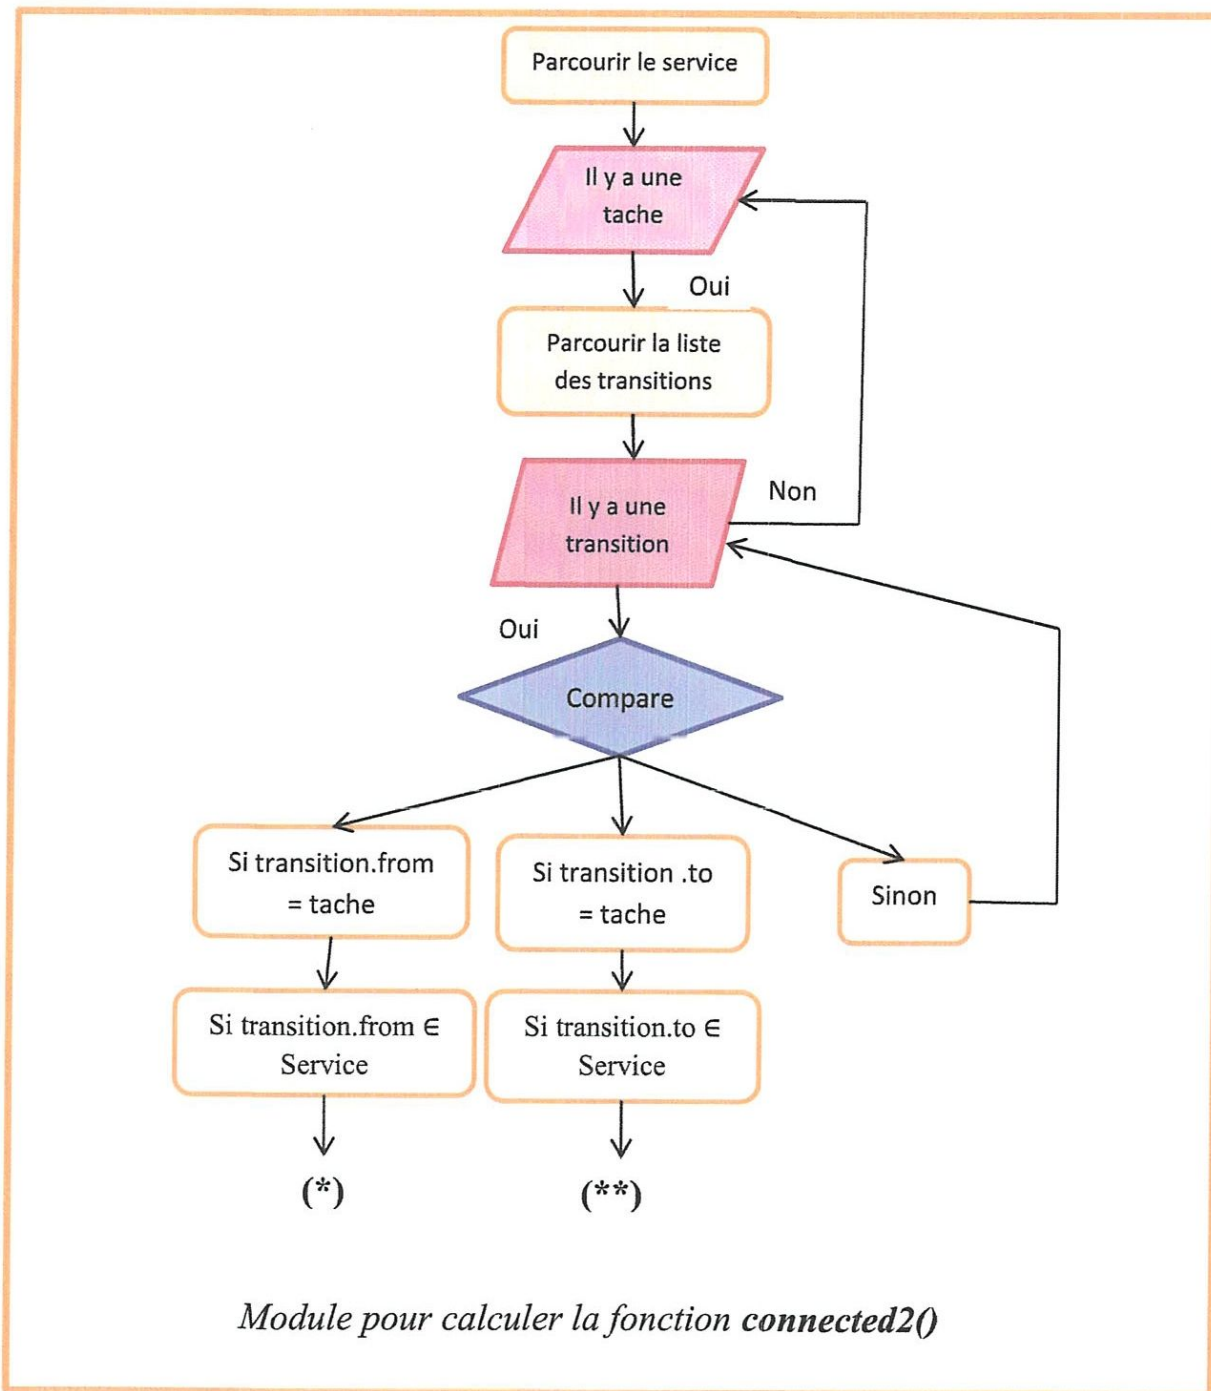 Parcourir le service
Il y a une
tache
Oui
Parcourir la liste
des transitions
Il y a une
transition
Non
Oui
Compare
Si transition.from
= tache
Si transition .to
= tache
Sinon
Si transition.from ∈
Service
Si transition.to ∈
Service
(*)
(**)
Module pour calculer la fonction connected2()